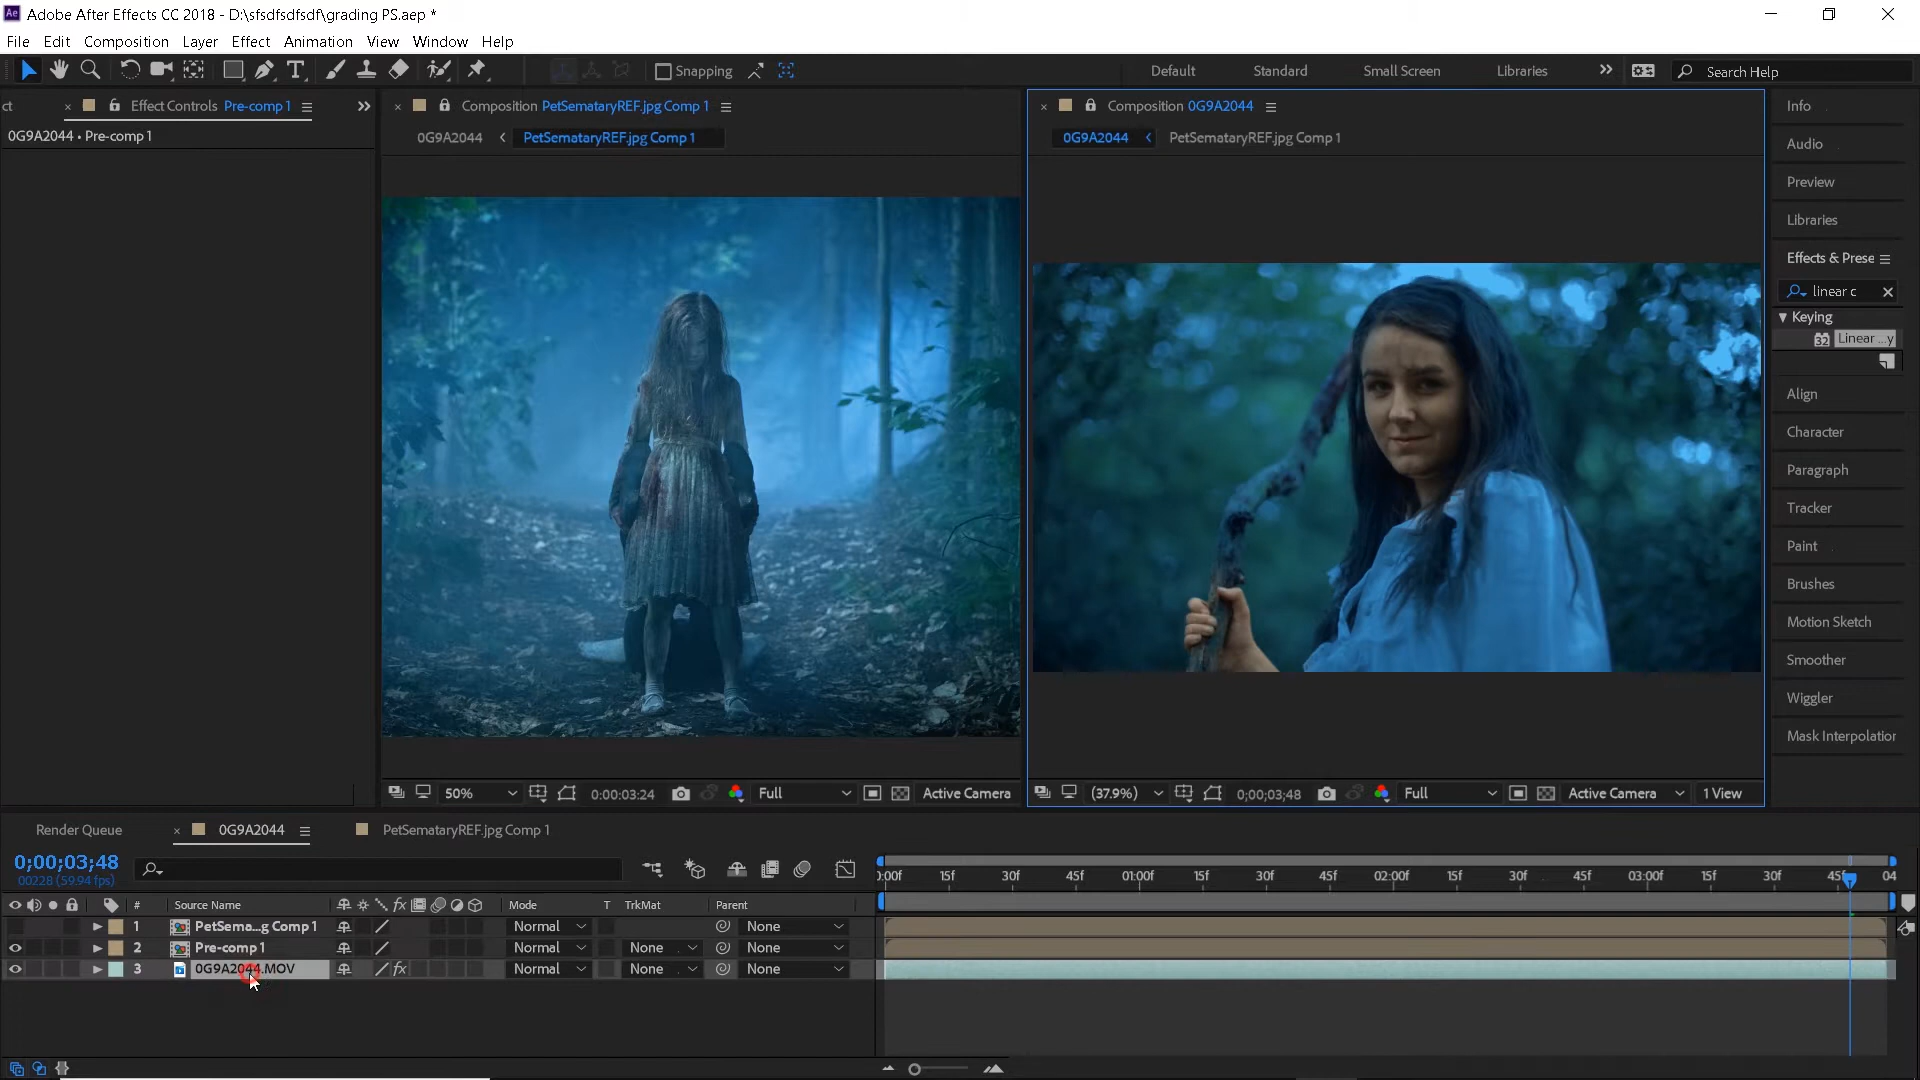 Ae Adobe After Effects CC 2018 - D:\sfsdfsdfsdf\grading PS.aep *
File Edit Composition Layer Effect Animation View Window Help
Snapping Default Standard Small Screen Libraries Search Help
ct × Effect Controls Pre-comp 1
× Composition PetSemataryREF.jpg Comp 1
× Composition 0G9A2044
Info
0G9A2044 • Pre-comp 1
0G9A2044 < PetSemataryREF.jpg Comp 1
0G9A2044 < PetSemataryREF.jpg Comp 1
Audio
Preview
Libraries
Effects & Prese
linear c
Keying
32 Linear ...y
Align
Character
Paragraph
Tracker
Paint
Brushes
Motion Sketch
Smoother
Wiggler
Mask Interpolation
50% 0:00:03:24 Full Active Camera
(37.9%) 0;00;03;48 Full Active Camera 1 View
Render Queue × 0G9A2044 PetSemataryREF.jpg Comp 1
0;00;03;48
00228 (59.94 fps)
):00f 15f 30f 45f 01:00f 15f 30f 45f 02:00f 15f 30f 45f 03:00f 15f 30f 45f 04
# Source Name fx Mode T TrkMat Parent
1 PetSema...g Comp 1 Normal None
2 Pre-comp 1 Normal None None
3 0G9A2044.MOV fx Normal None None